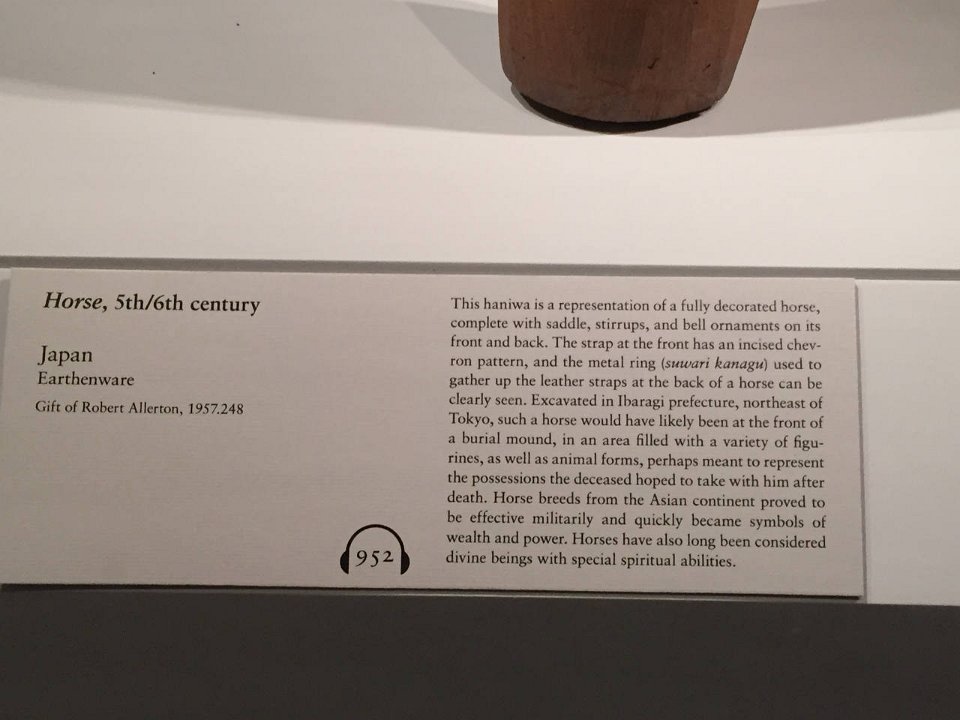 Horse, 5th/6th century
Japan
Earthenware
Gift of Robert Allerton, 1957.248
952
This haniwa is a representation of a fully decorated horse,
complete with saddle, stirrups, and bell ornaments on its
front and back. The strap at the front has an incised chev-
ron pattern, and the metal ring (suwari kanagu) used to
gather up the leather straps at the back of a horse can be
clearly seen. Excavated in Ibaragi prefecture, northeast of
Tokyo, such a horse would have likely been at the front of
a burial mound, in an area filled with a variety of figu-
rines, as well as animal forms, perhaps meant to represent
the possessions the deceased hoped to take with him after
death. Horse breeds from the Asian continent proved to
be effective militarily and quickly became symbols of
wealth and power. Horses have also long been considered
divine beings with special spiritual abilities.